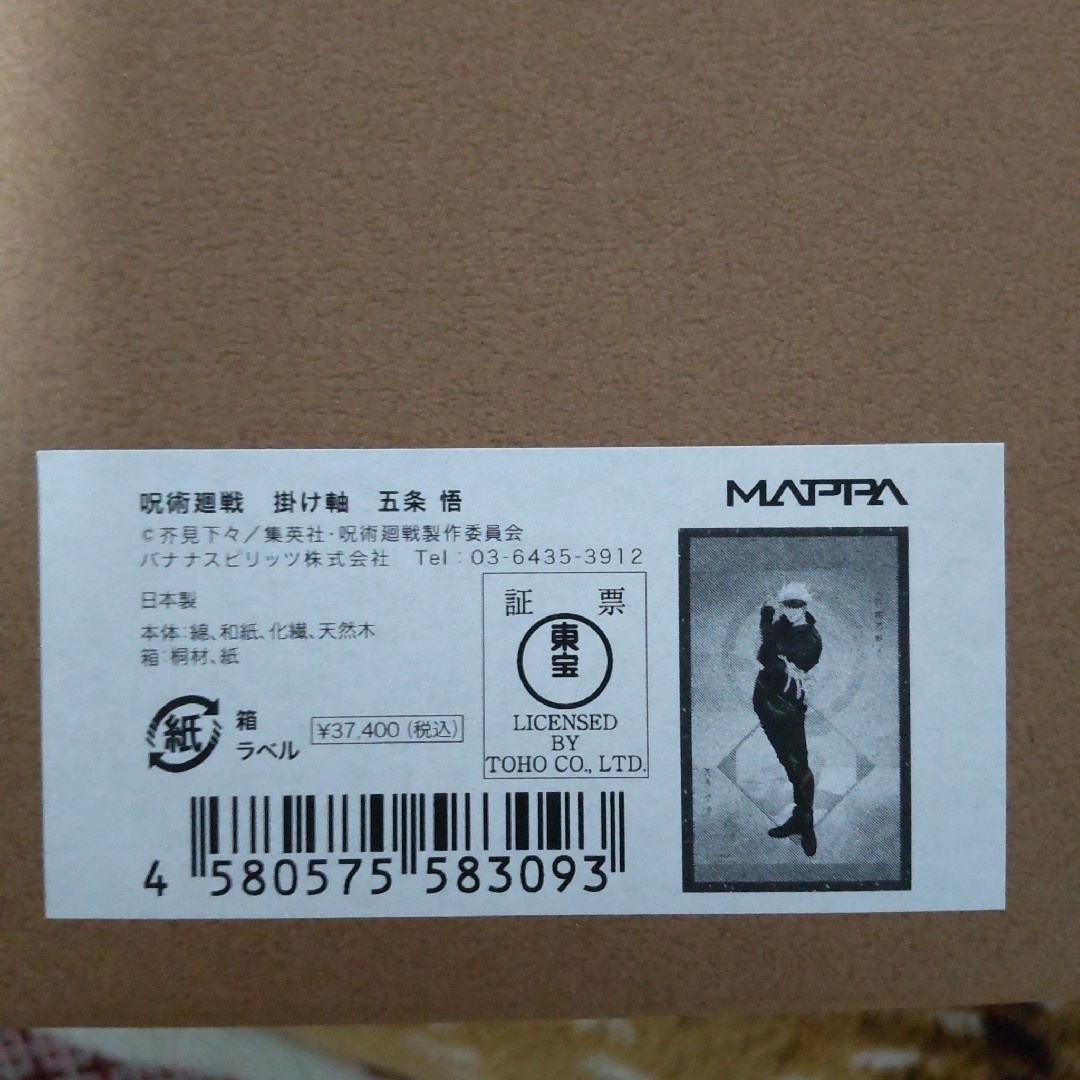 呪術廻戦 掛け軸 五条 悟
©芥見下々/集英社・呪術廻戦製作委員会
バナナスピリッツ株式会社 Tel:03-6435-3912
日本製
本体:綿、和紙、化繊、天然木
箱:桐材、紙
紙
箱
ラベル
¥37,400(税込)
証 票
東宝
LICENSED
BY
TOHO CO., LTD.
4 580575 583093
MAPPA